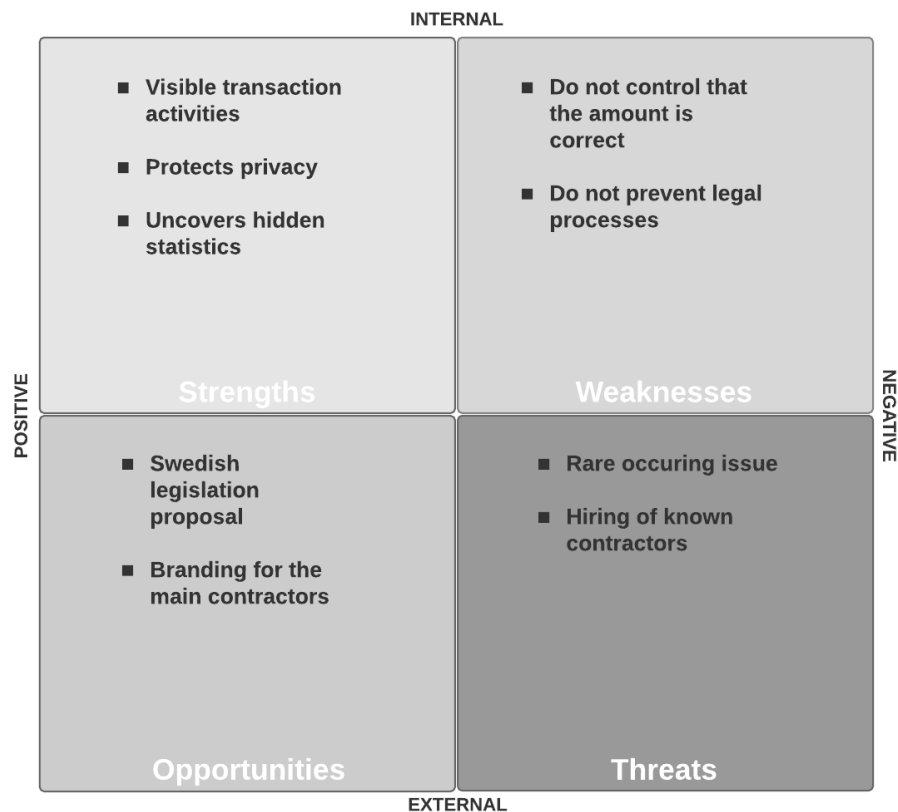 INTERNAL
■ Visible transaction
activities
■ Protects privacy
■ Uncovers hidden
statistics
Strengths
■ Do not control that
the amount is
correct
■ Do not prevent legal
processes
Weaknesses
POSITIVE
NEGATIVE
■ Swedish
legislation
proposal
■ Branding for the
main contractors
Opportunities
■ Rare occuring issue
■ Hiring of known
contractors
Threats
EXTERNAL